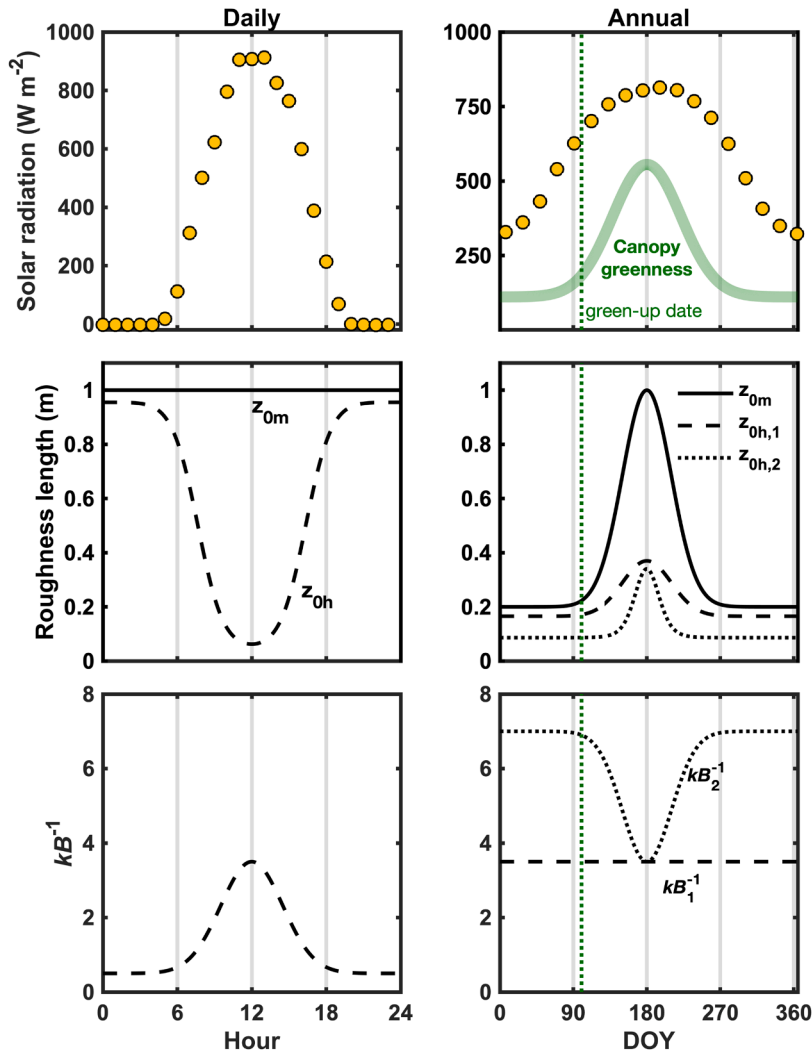 Daily
Annual
Solar radiation (W m⁻²)
1000
800
600
400
200
0
1000
750
500
250
Canopy
greenness
green-up date
Roughness length (m)
1
0.8
0.6
0.4
0.2
0
z₀ₘ
z₀ₕ
1
0.8
0.6
0.4
0.2
0
z₀ₘ
z₀ₕ,₁
z₀ₕ,₂
kB⁻¹
8
6
4
2
0
0 6 12 18 24
Hour
8
6
4
2
0
kB₂⁻¹
kB₁⁻¹
0 90 180 270 360
DOY